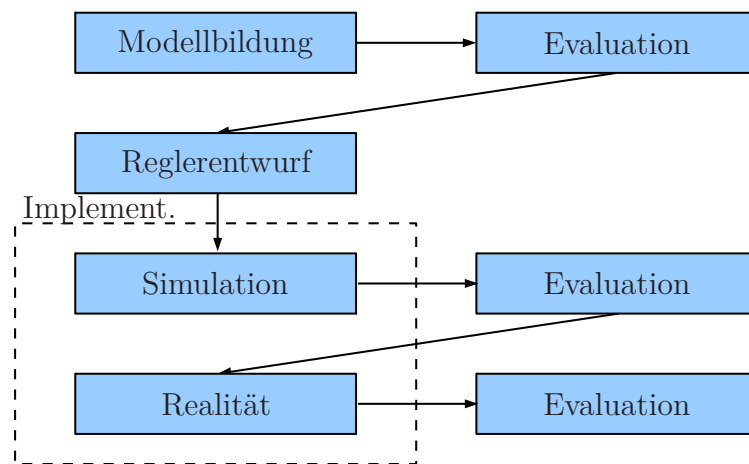 Modellbildung
Evaluation
Reglerentwurf
Implement.
Simulation
Evaluation
Realität
Evaluation